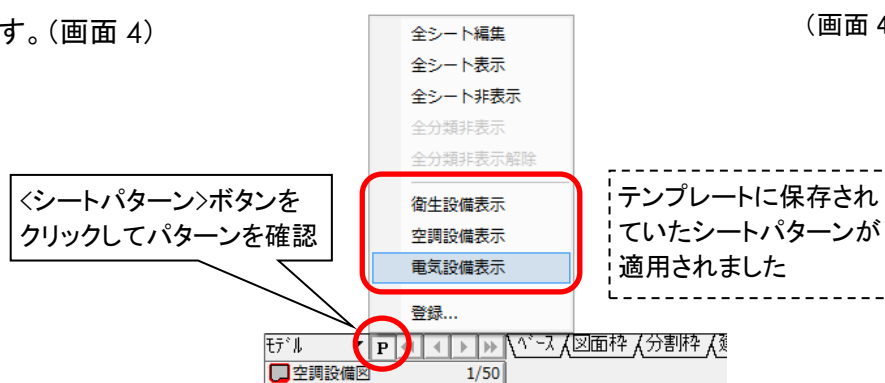 す。(画面 4)
(画面 4
全シート編集
全シート表示
全シート非表示
全分類非表示
全分類非表示解除
<シートパターン>ボタンを
クリックしてパターンを確認
衛生設備表示
空調設備表示
電気設備表示
登録...
テンプレートに保存され
ていたシートパターンが
適用されました
ﾓﾃﾞﾙ P ﾍﾞｰｽ 図面枠 分割枠
空調設備図 1/50